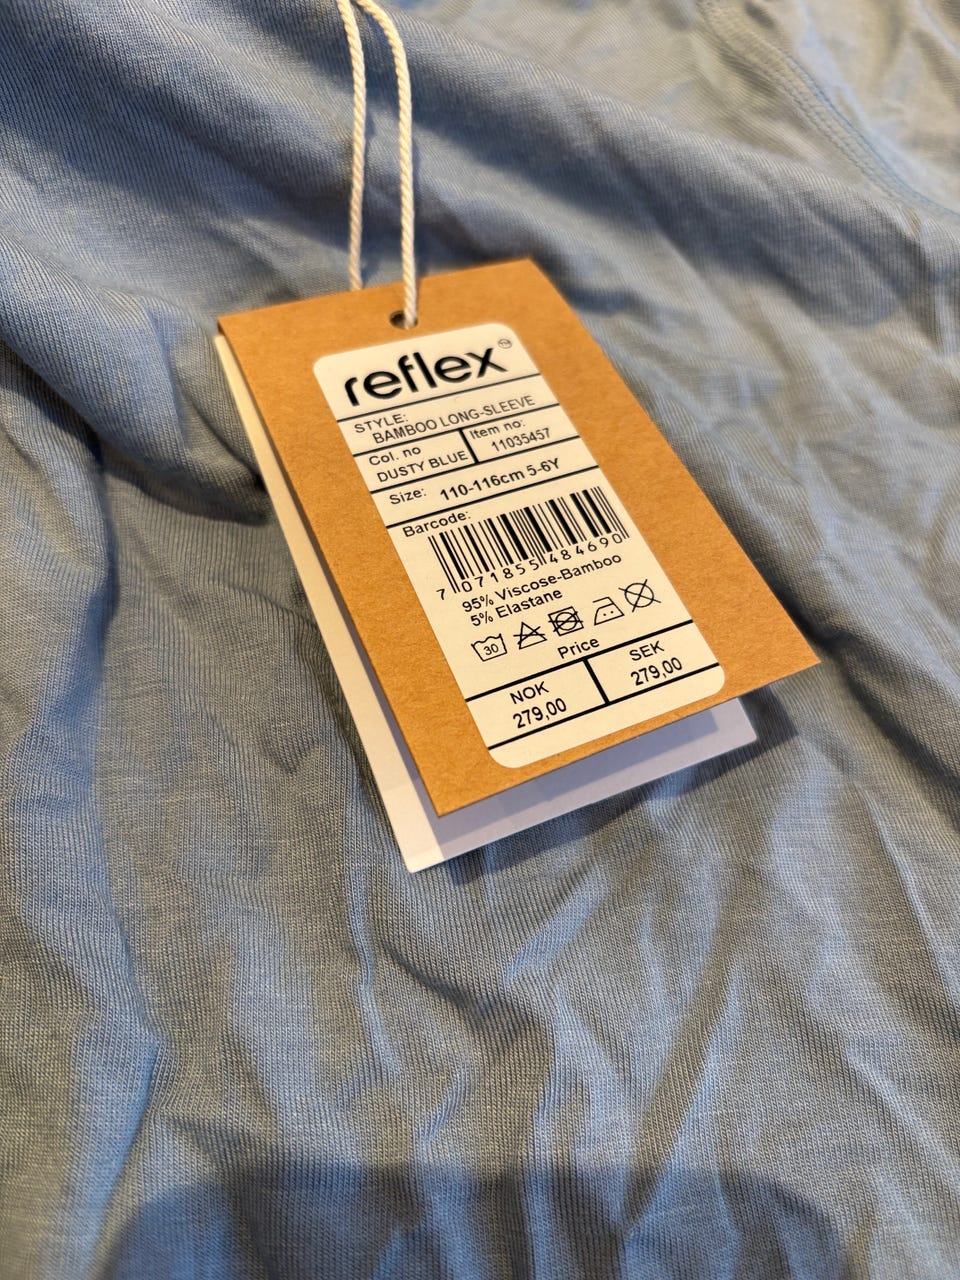 reflex™
STYLE:
BAMBOO LONG-SLEEVE
Col. no
DUSTY BLUE
Item no:
11035457
Size: 110-116cm 5-6Y
Barcode:
7 071855 484690
95% Viscose-Bamboo
5% Elastane
30
Price
NOK
279,00
SEK
279,00